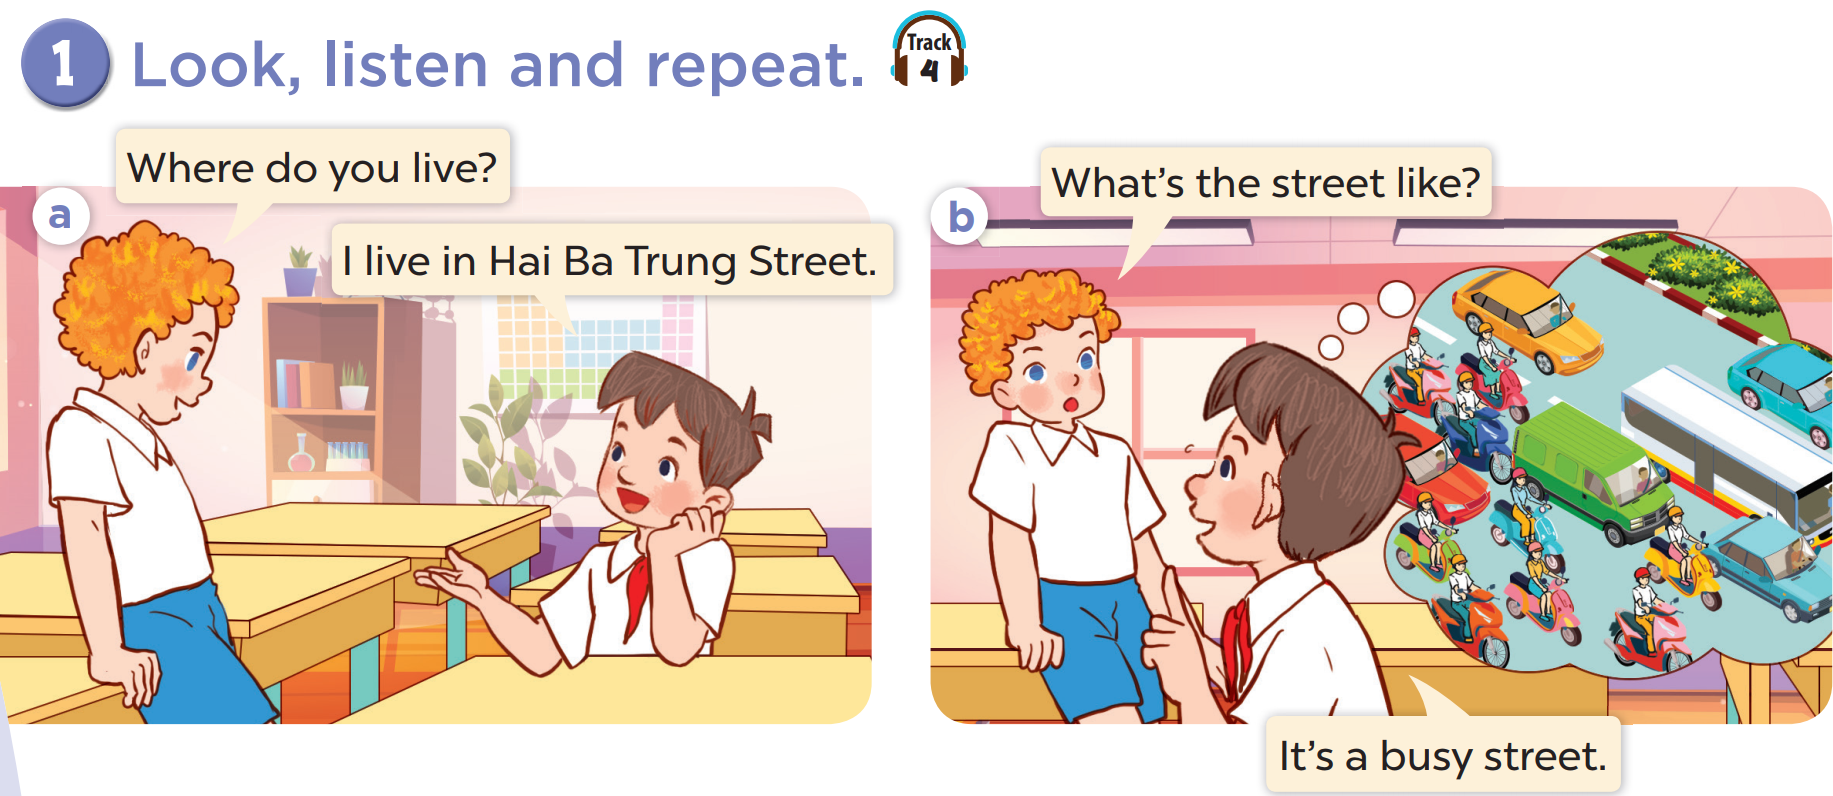 1 Look, listen and repeat.
Track
4
Where do you live?
a
I live in Hai Ba Trung Street.
What's the street like?
b
It's a busy street.